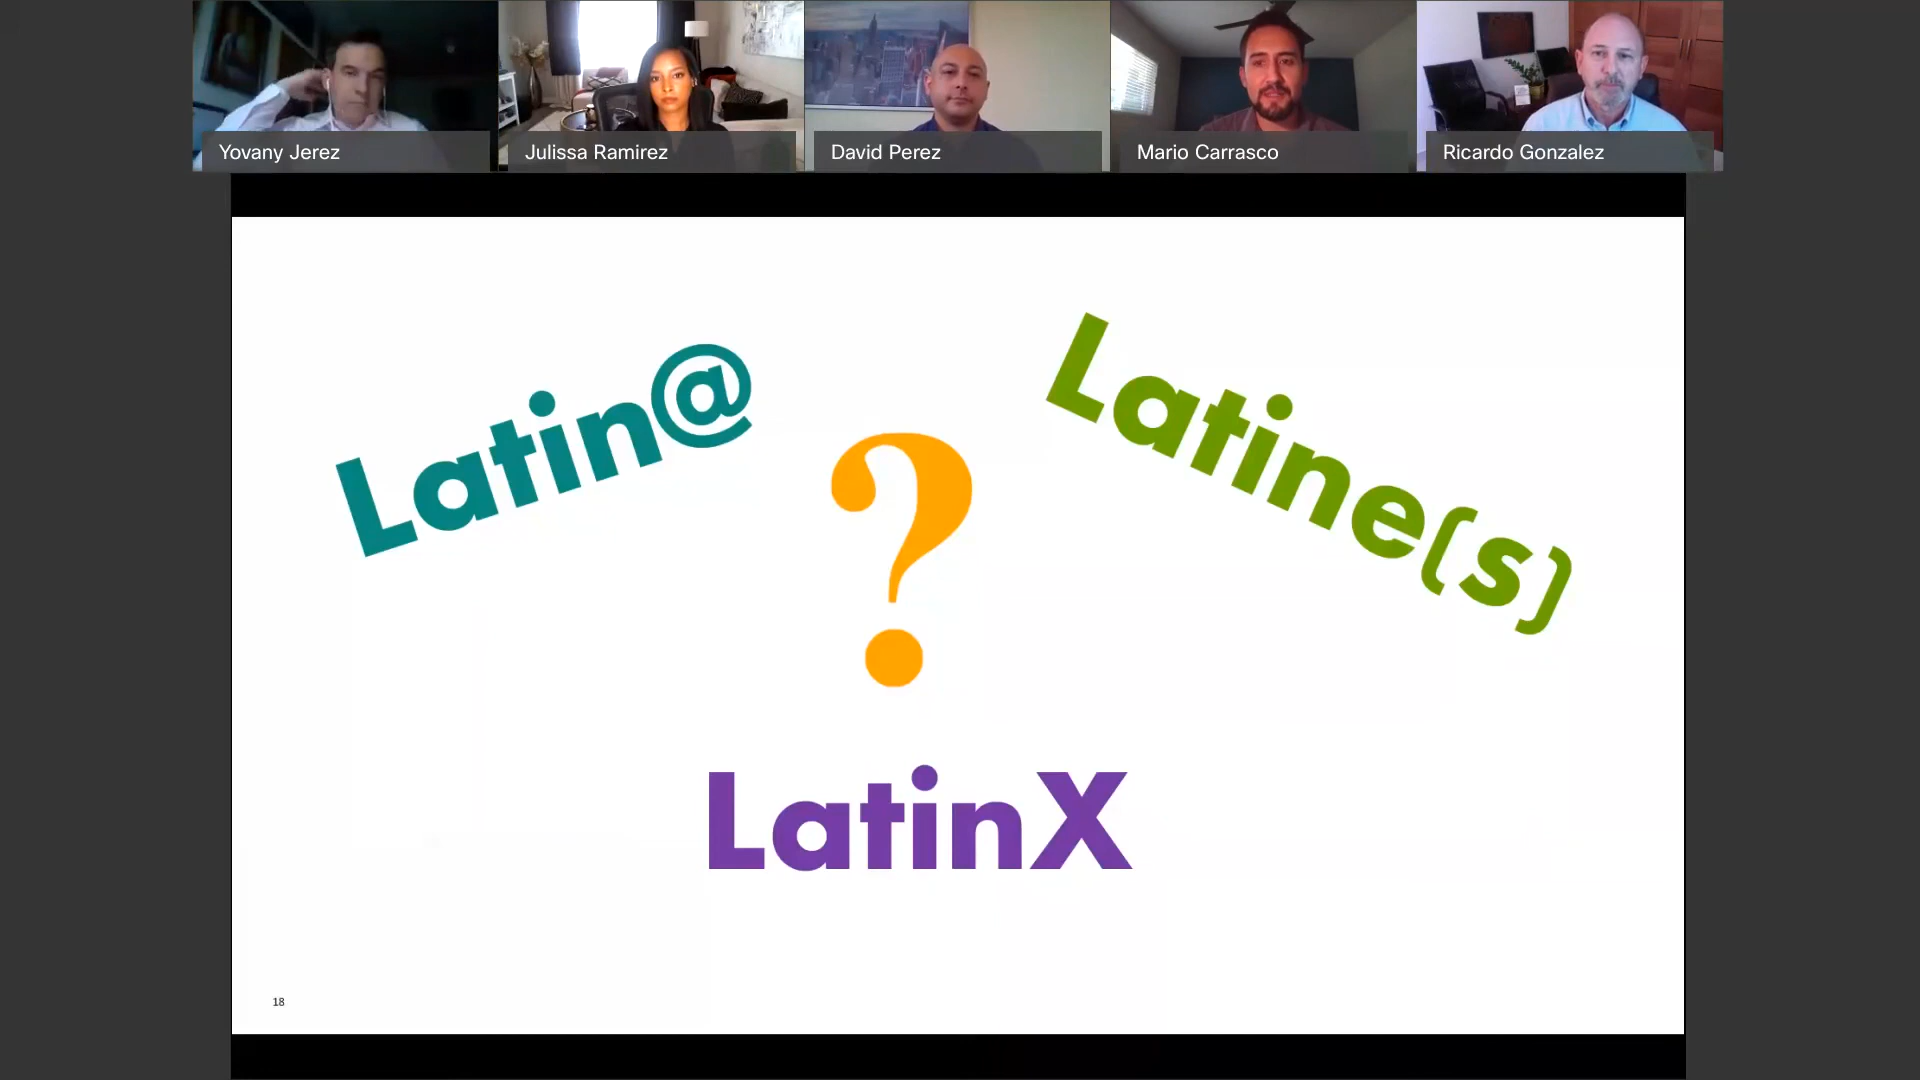 Yovany Jerez
Julissa Ramirez
David Perez
Mario Carrasco
Ricardo Gonzalez
Latin@
Latine(s)
?
LatinX
18